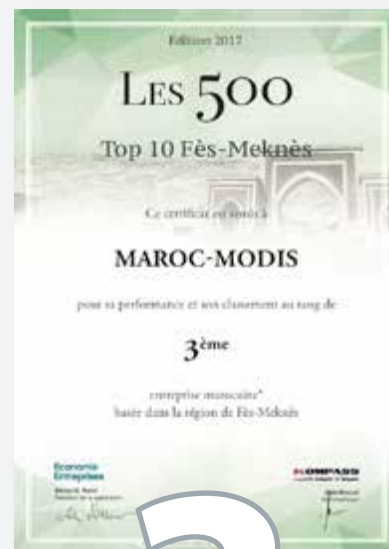 Edition 2017
LES 500
Top 10 Fès-Meknès
Ce certificat est remis à
MAROC-MODIS
pour sa performance et son classement au rang de
3ème
entreprise marocaine*
basée dans la région de Fès-Meknès
Economie
Entreprises
KOMPASS